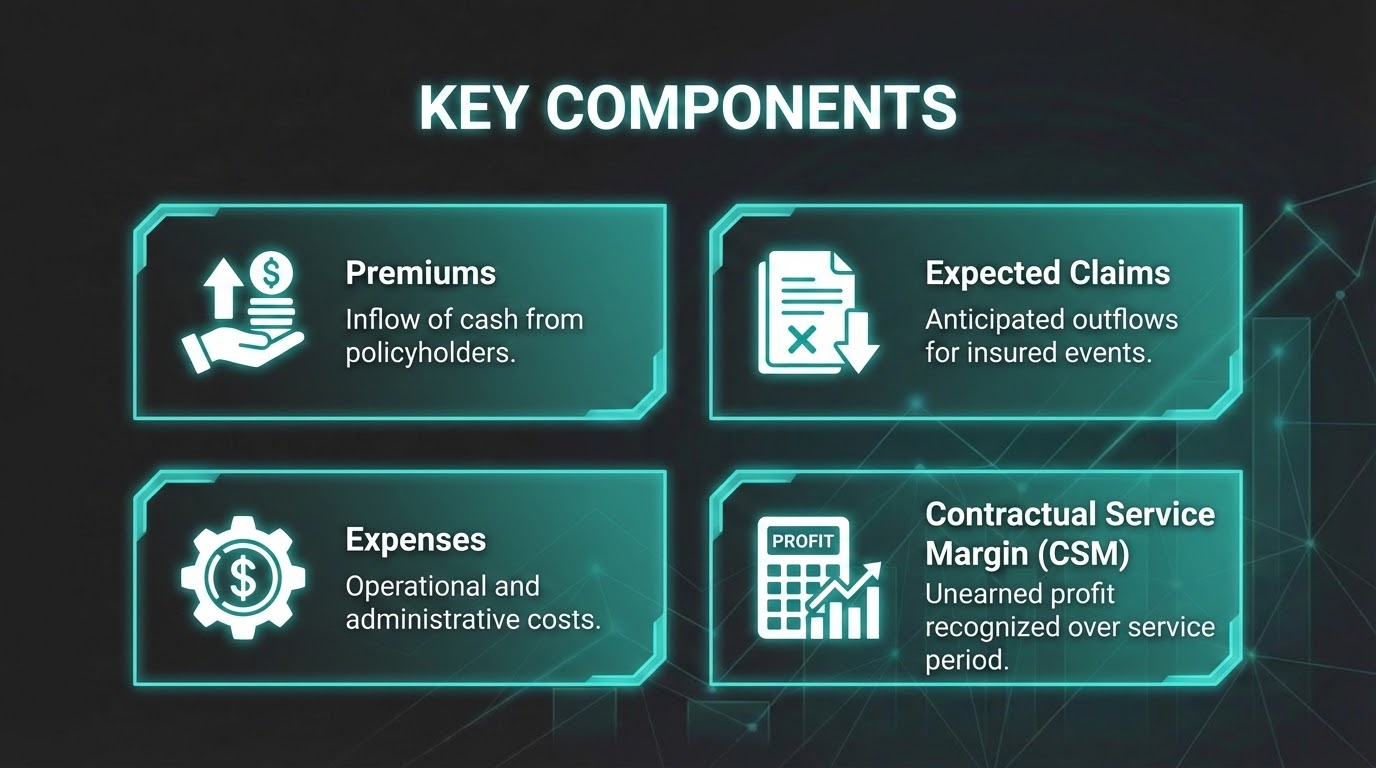 KEY COMPONENTS
Premiums
Inflow of cash from
policyholders.
Expected Claims
Anticipated outflows
for insured events.
Expenses
Operational and
administrative costs.
PROFIT
Contractual Service
Margin (CSM)
Unearned profit
recognized over service
period.